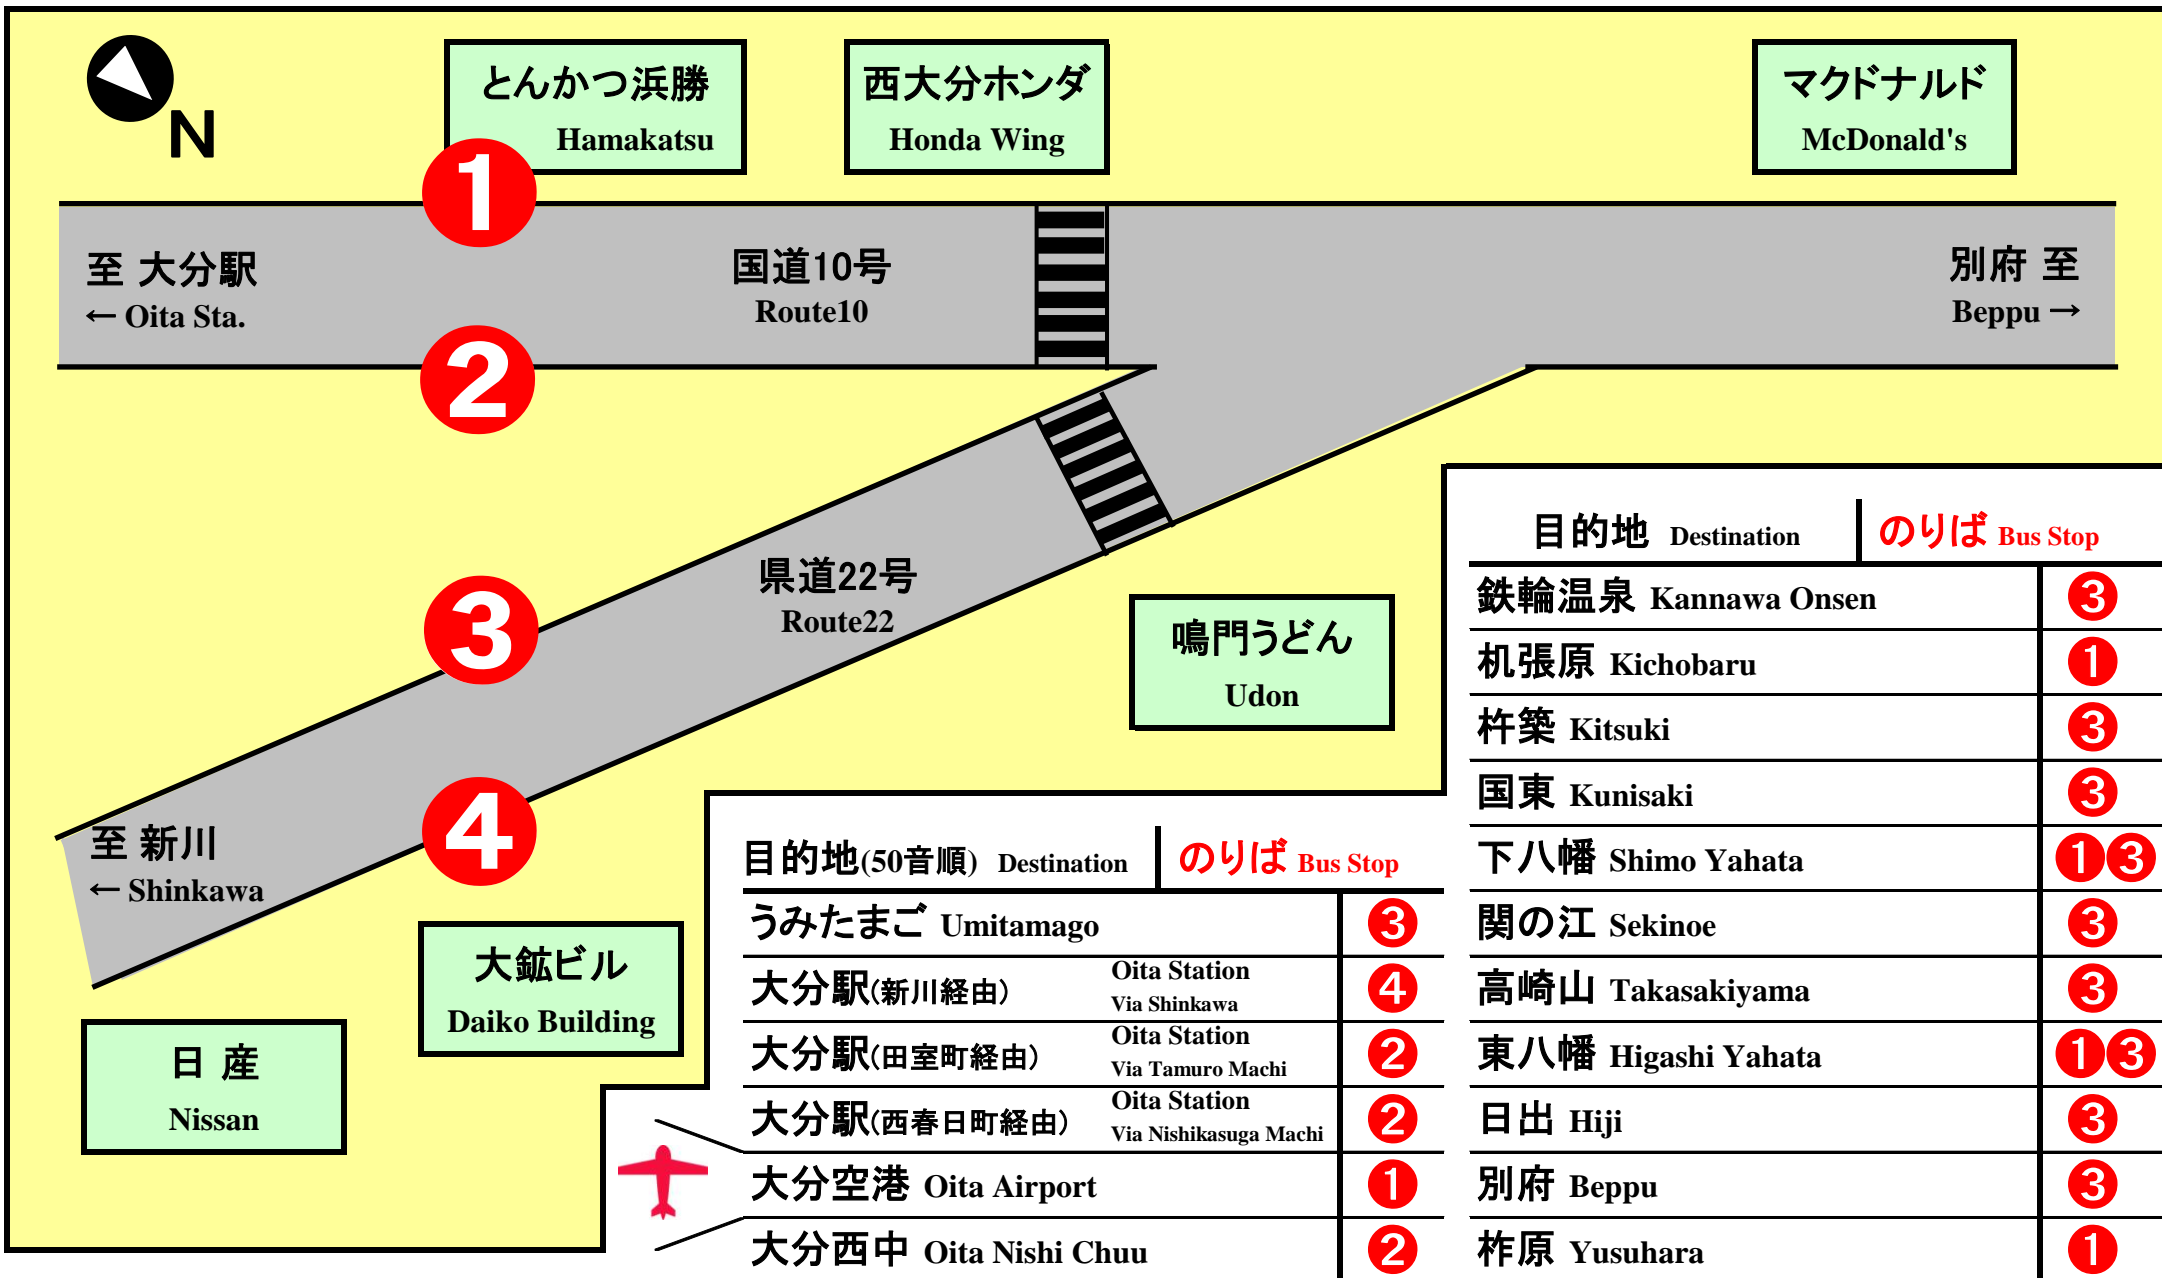 N
とんかつ浜勝
Hamakatsu
西大分ホンダ
Honda Wing
マクドナルド
McDonald's
1
至 大分駅
← Oita Sta.
国道10号
Route10
別府 至
Beppu →
2
3
県道22号
Route22
鳴門うどん
Udon
4
至 新川
← Shinkawa
大鉱ビル
Daiko Building
日産
Nissan
目的地(50音順) Destination のりば Bus Stop
うみたまご Umitamago 3
大分駅(新川経由) Oita Station
Via Shinkawa 4
大分駅(田室町経由) Oita Station
Via Tamuro Machi 2
大分駅(西春日町経由) Oita Station
Via Nishikasuga Machi 2
大分空港 Oita Airport 1
大分西中 Oita Nishi Chuu 2
目的地 Destination のりば Bus Stop
鉄輪温泉 Kannawa Onsen 3
机張原 Kichobaru 1
杵築 Kitsuki 3
国東 Kunisaki 3
下八幡 Shimo Yahata 1 3
関の江 Sekinoe 3
高崎山 Takasakiyama 3
東八幡 Higashi Yahata 1 3
日出 Hiji 3
別府 Beppu 3
柞原 Yusuhara 1